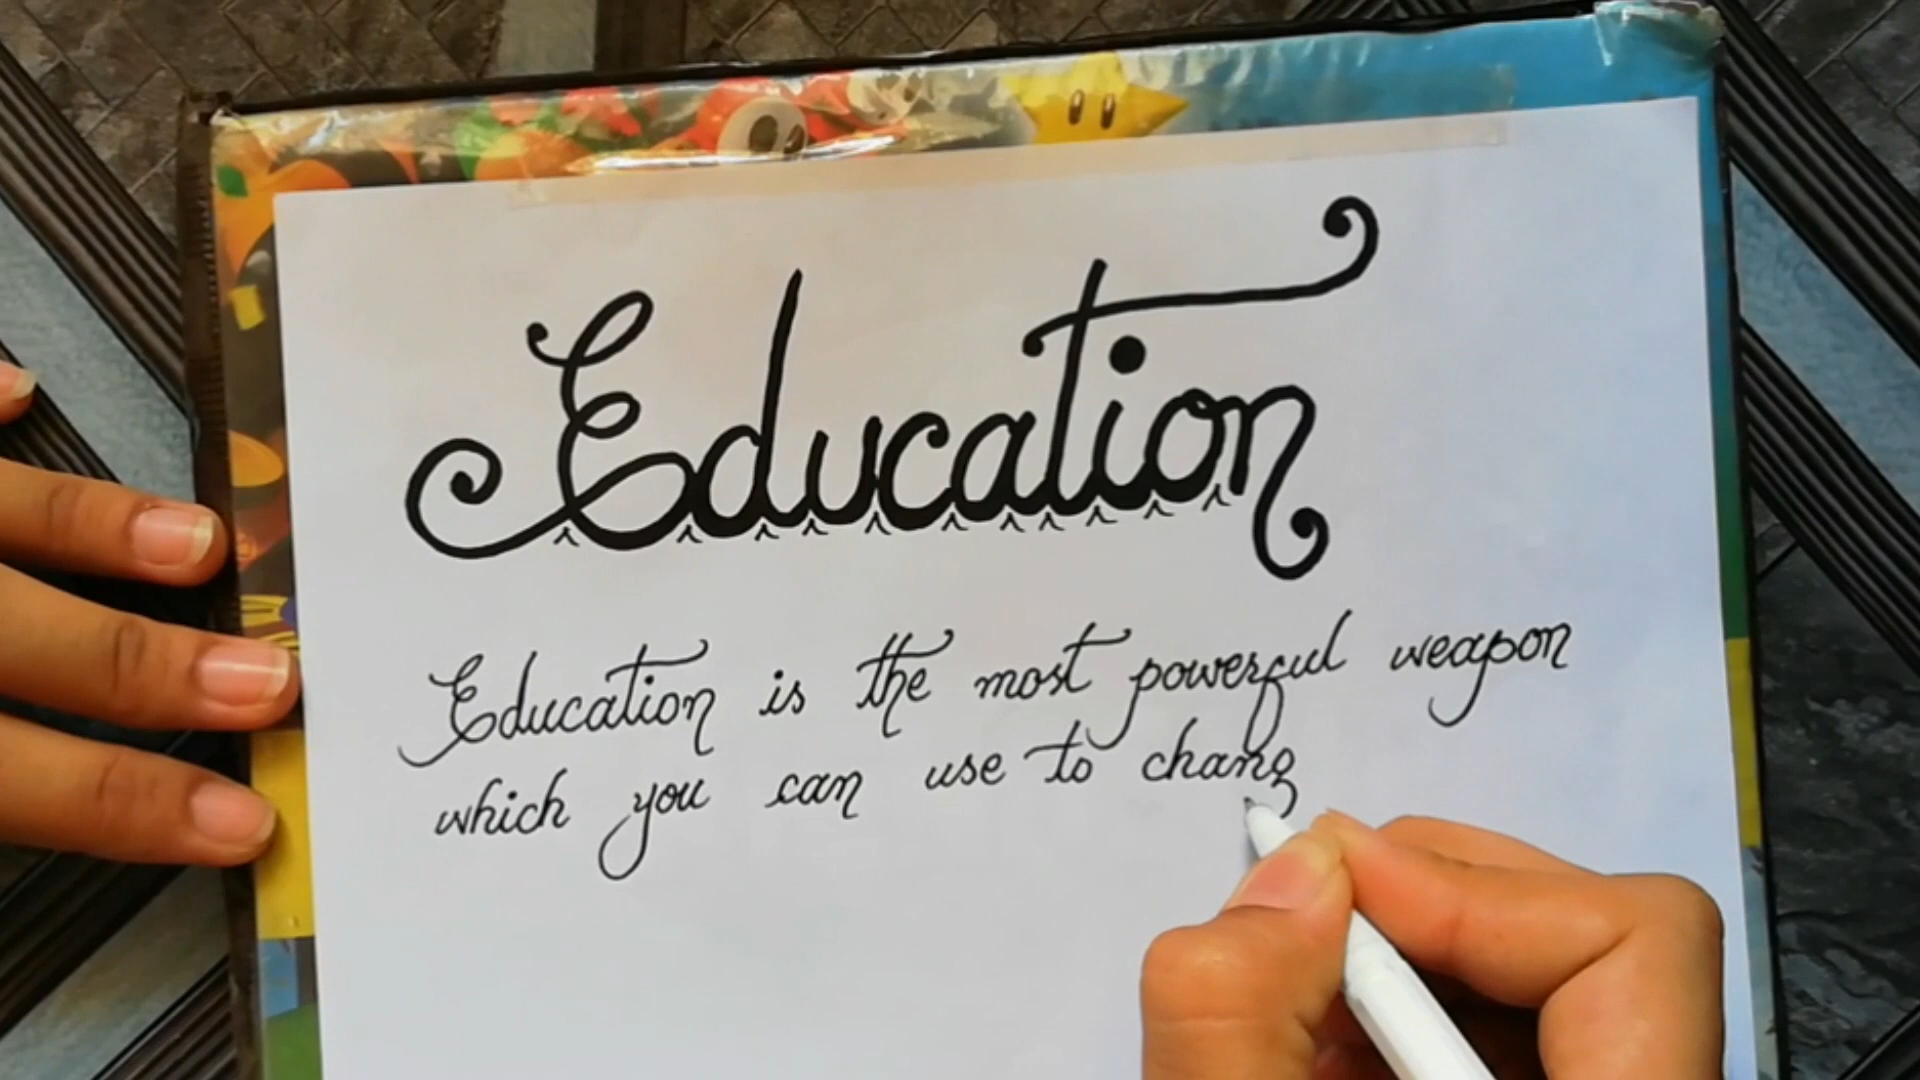 Education
Education is the most powerful weapon
which you can use to chang